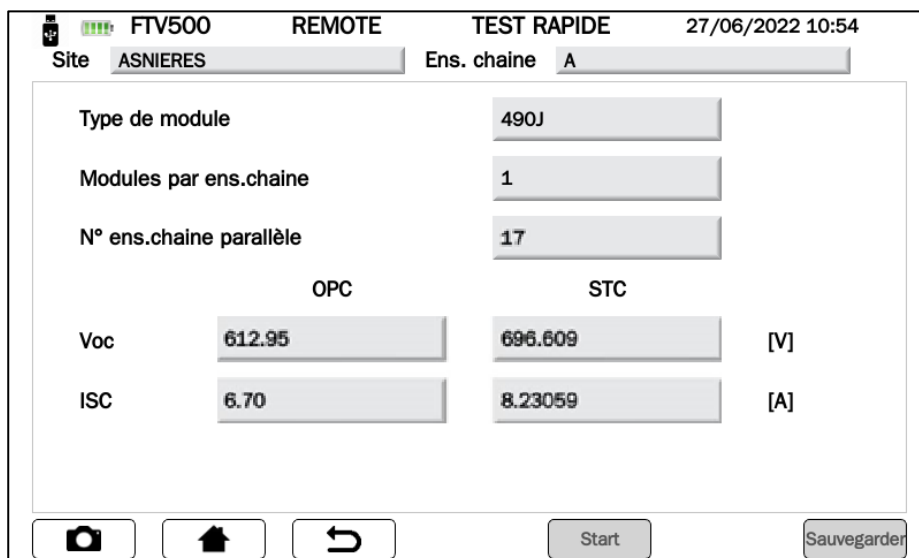 FTV500 REMOTE TEST RAPIDE 27/06/2022 10:54
Site ASNIERES Ens. chaine A
Type de module 490J
Modules par ens.chaine 1
N° ens.chaine parallèle 17
OPC STC
Voc 612.95 696.609 [V]
ISC 6.70 8.23059 [A]
Start Sauvegarder